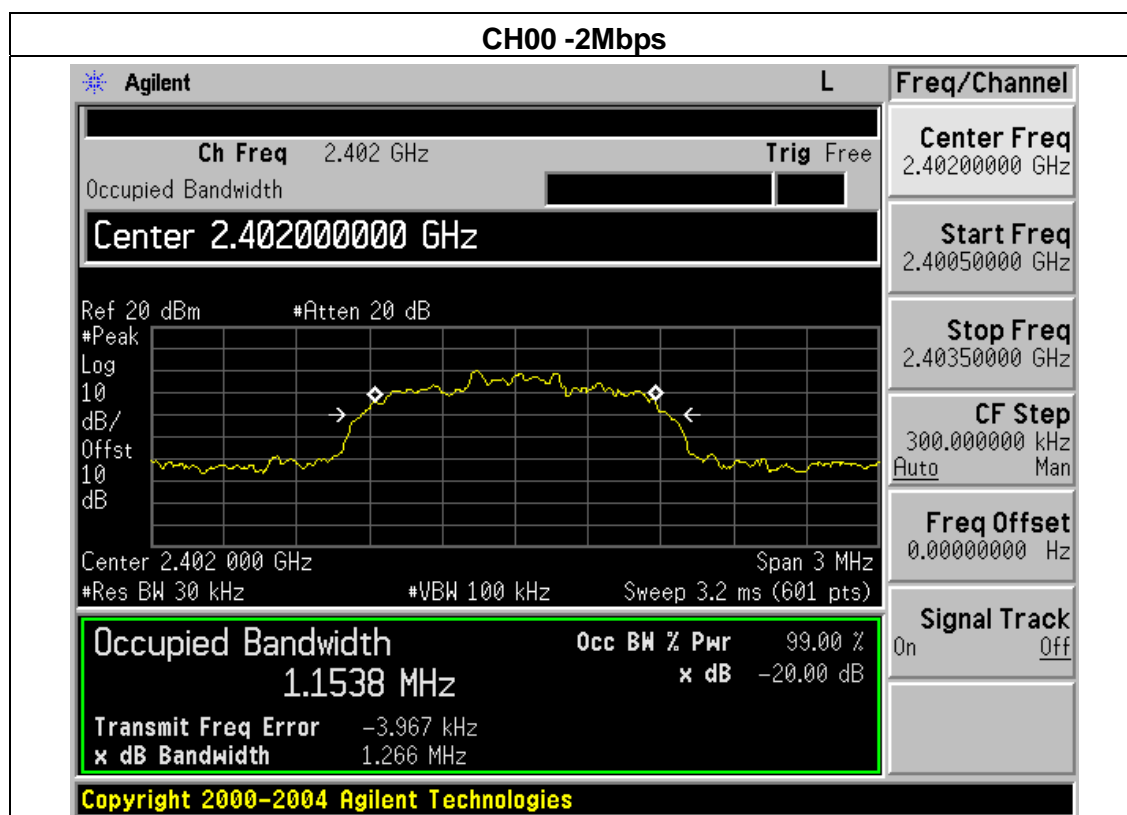 CH00 -2Mbps
Agilent L Freq/Channel
Ch Freq 2.402 GHz Trig Free
Occupied Bandwidth
Center 2.402000000 GHz
Ref 20 dBm #Atten 20 dB
#Peak
Log
10
dB/
Offst
10
dB
Center 2.402 000 GHz Span 3 MHz
#Res BW 30 kHz #VBW 100 kHz Sweep 3.2 ms (601 pts)
Occupied Bandwidth Occ BW % Pwr 99.00 %
1.1538 MHz x dB -20.00 dB
Transmit Freq Error -3.967 kHz
x dB Bandwidth 1.266 MHz
Copyright 2000-2004 Agilent Technologies
Center Freq
2.40200000 GHz
Start Freq
2.40050000 GHz
Stop Freq
2.40350000 GHz
CF Step
300.000000 kHz
Auto Man
Freq Offset
0.00000000 Hz
Signal Track
On Off